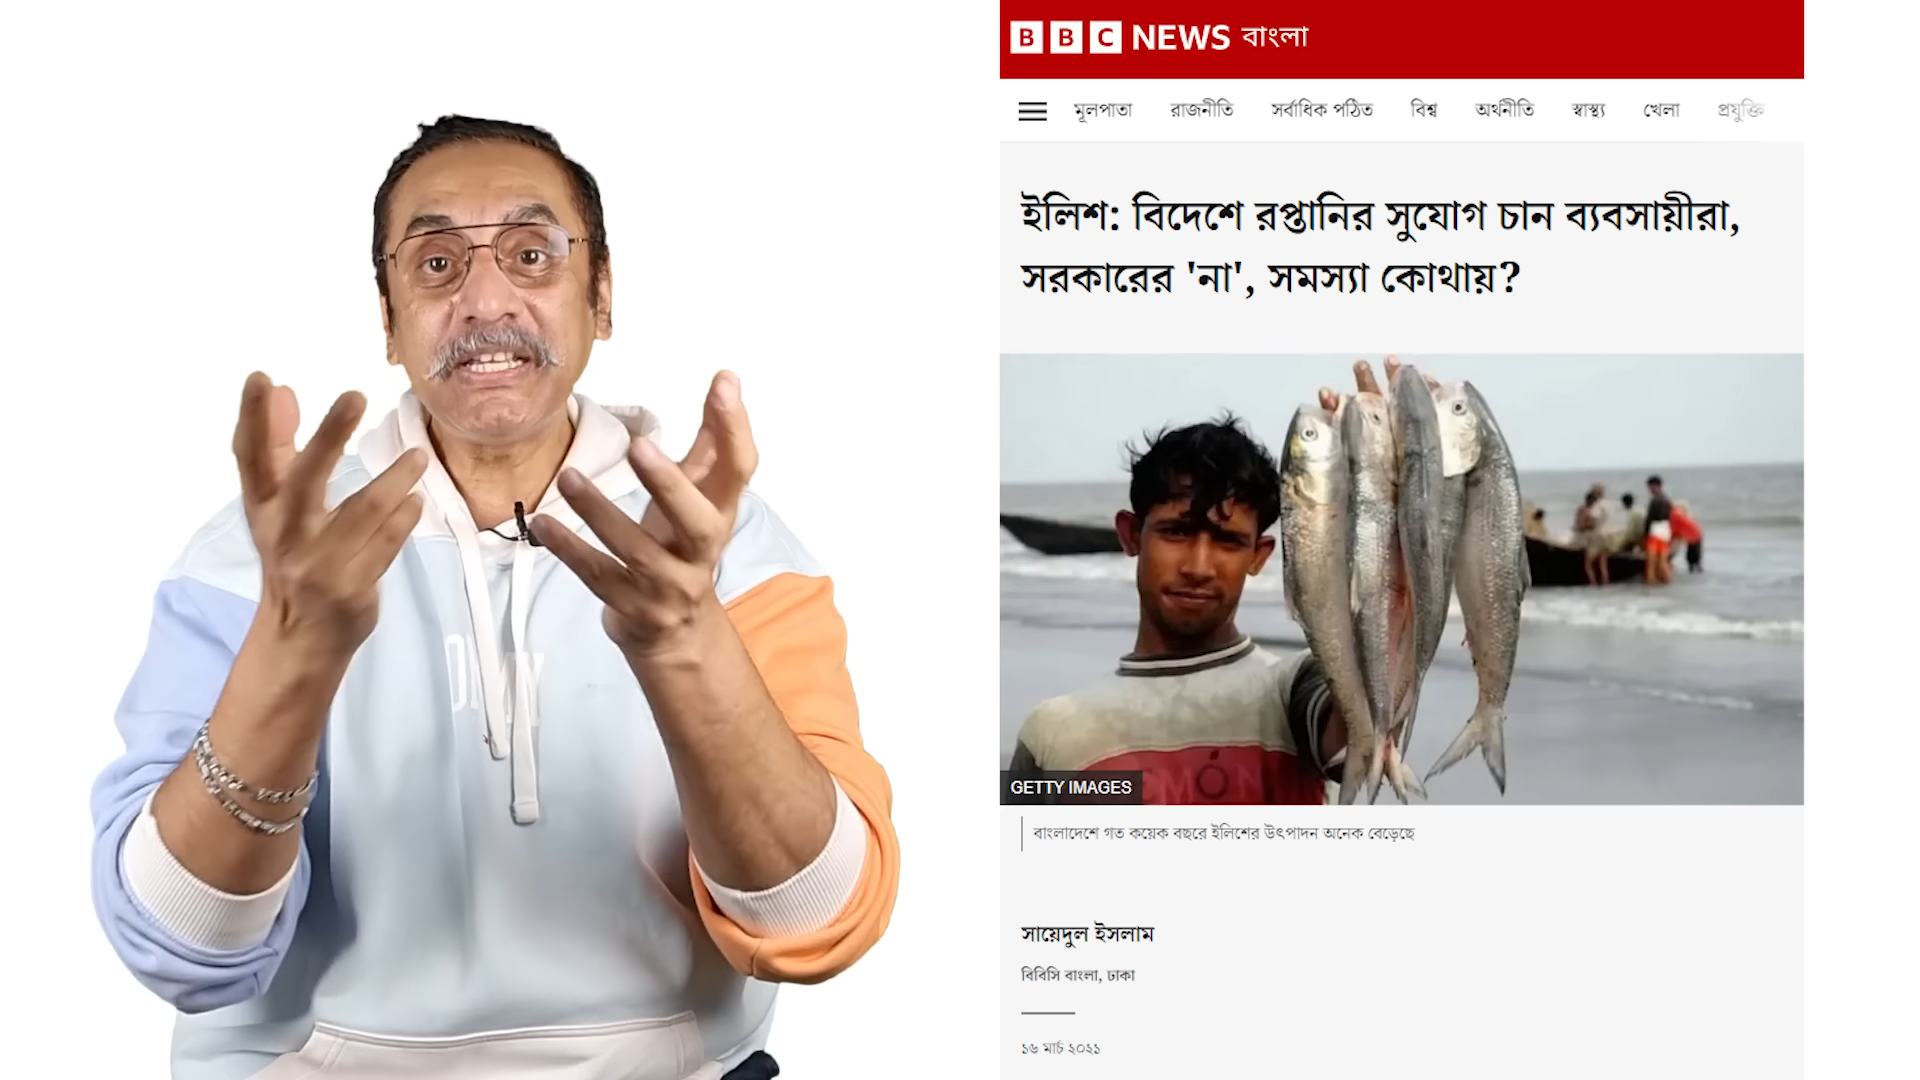 BBC NEWS বাংলা
মূলপাতা রাজনীতি সর্বাধিক পঠিত বিশ্ব অর্থনীতি স্বাস্থ্য খেলা প্রযুক্তি
ইলিশ: বিদেশে রপ্তানির সুযোগ চান ব্যবসায়ীরা,
সরকারের 'না', সমস্যা কোথায়?
GETTY IMAGES
বাংলাদেশে গত কয়েক বছরে ইলিশের উৎপাদন অনেক বেড়েছে
সায়েদুল ইসলাম
বিবিসি বাংলা, ঢাকা
১৬ মার্চ ২০২১